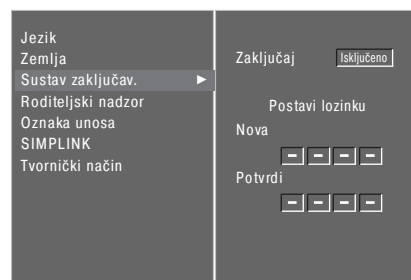 Jezik
Zemlja
Sustav zaključav. ►
Roditeljski nadzor
Oznaka unosa
SIMPLINK
Tvornički način
Zaključaj Isključeno
Postavi lozinku
Nova
– – – –
Potvrdi
– – – –